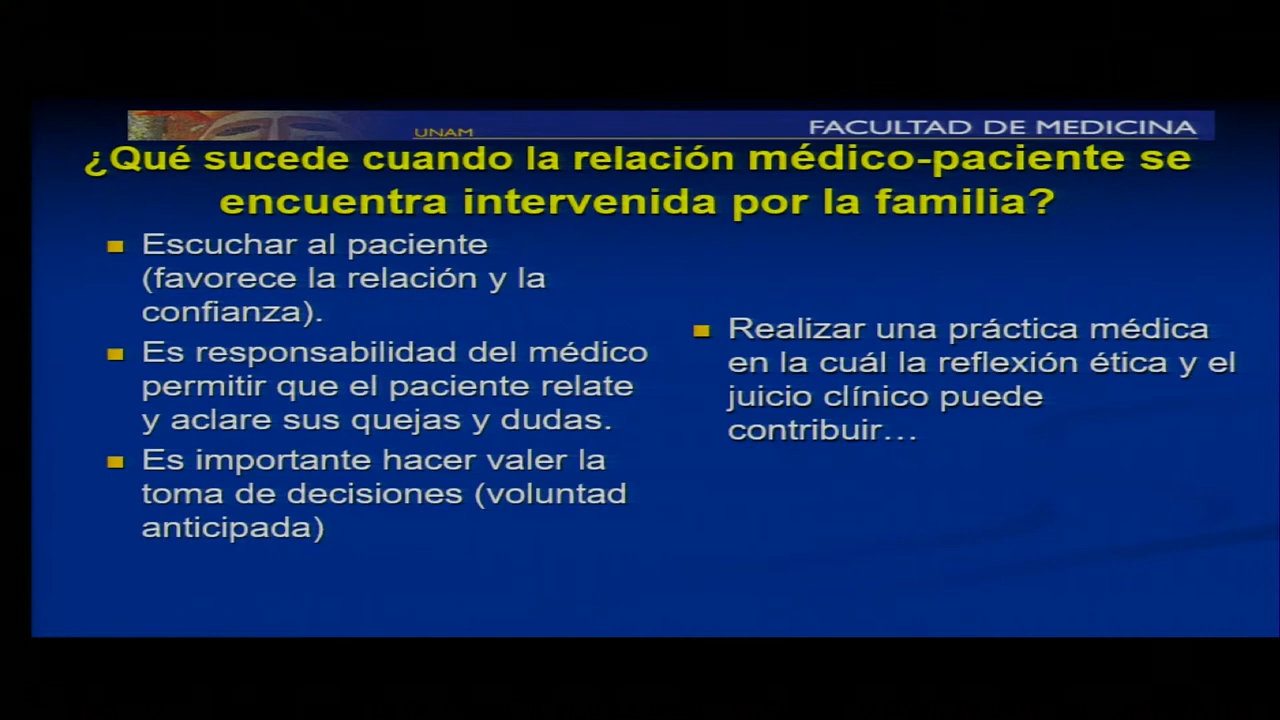 UNAM
FACULTAD DE MEDICINA
¿Qué sucede cuando la relación médico-paciente se
encuentra intervenida por la familia?
Escuchar al paciente
(favorece la relación y la
confianza).
Es responsabilidad del médico
permitir que el paciente relate
y aclare sus quejas y dudas.
Es importante hacer valer la
toma de decisiones (voluntad
anticipada)
Realizar una práctica médica
en la cuál la reflexión ética y el
juicio clínico puede
contribuir…